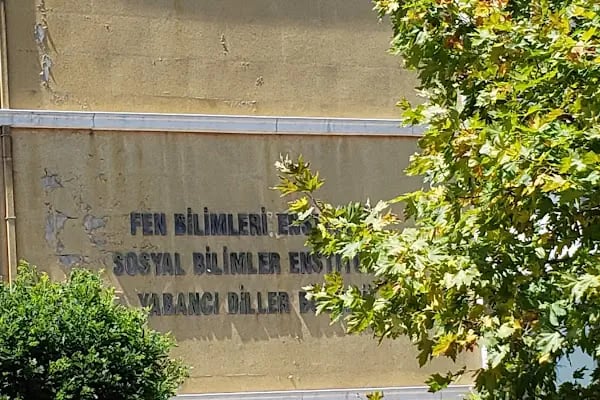 FEN BİLİMLERİ
SOSYAL BİLİMLER
YABANCI DİLLER